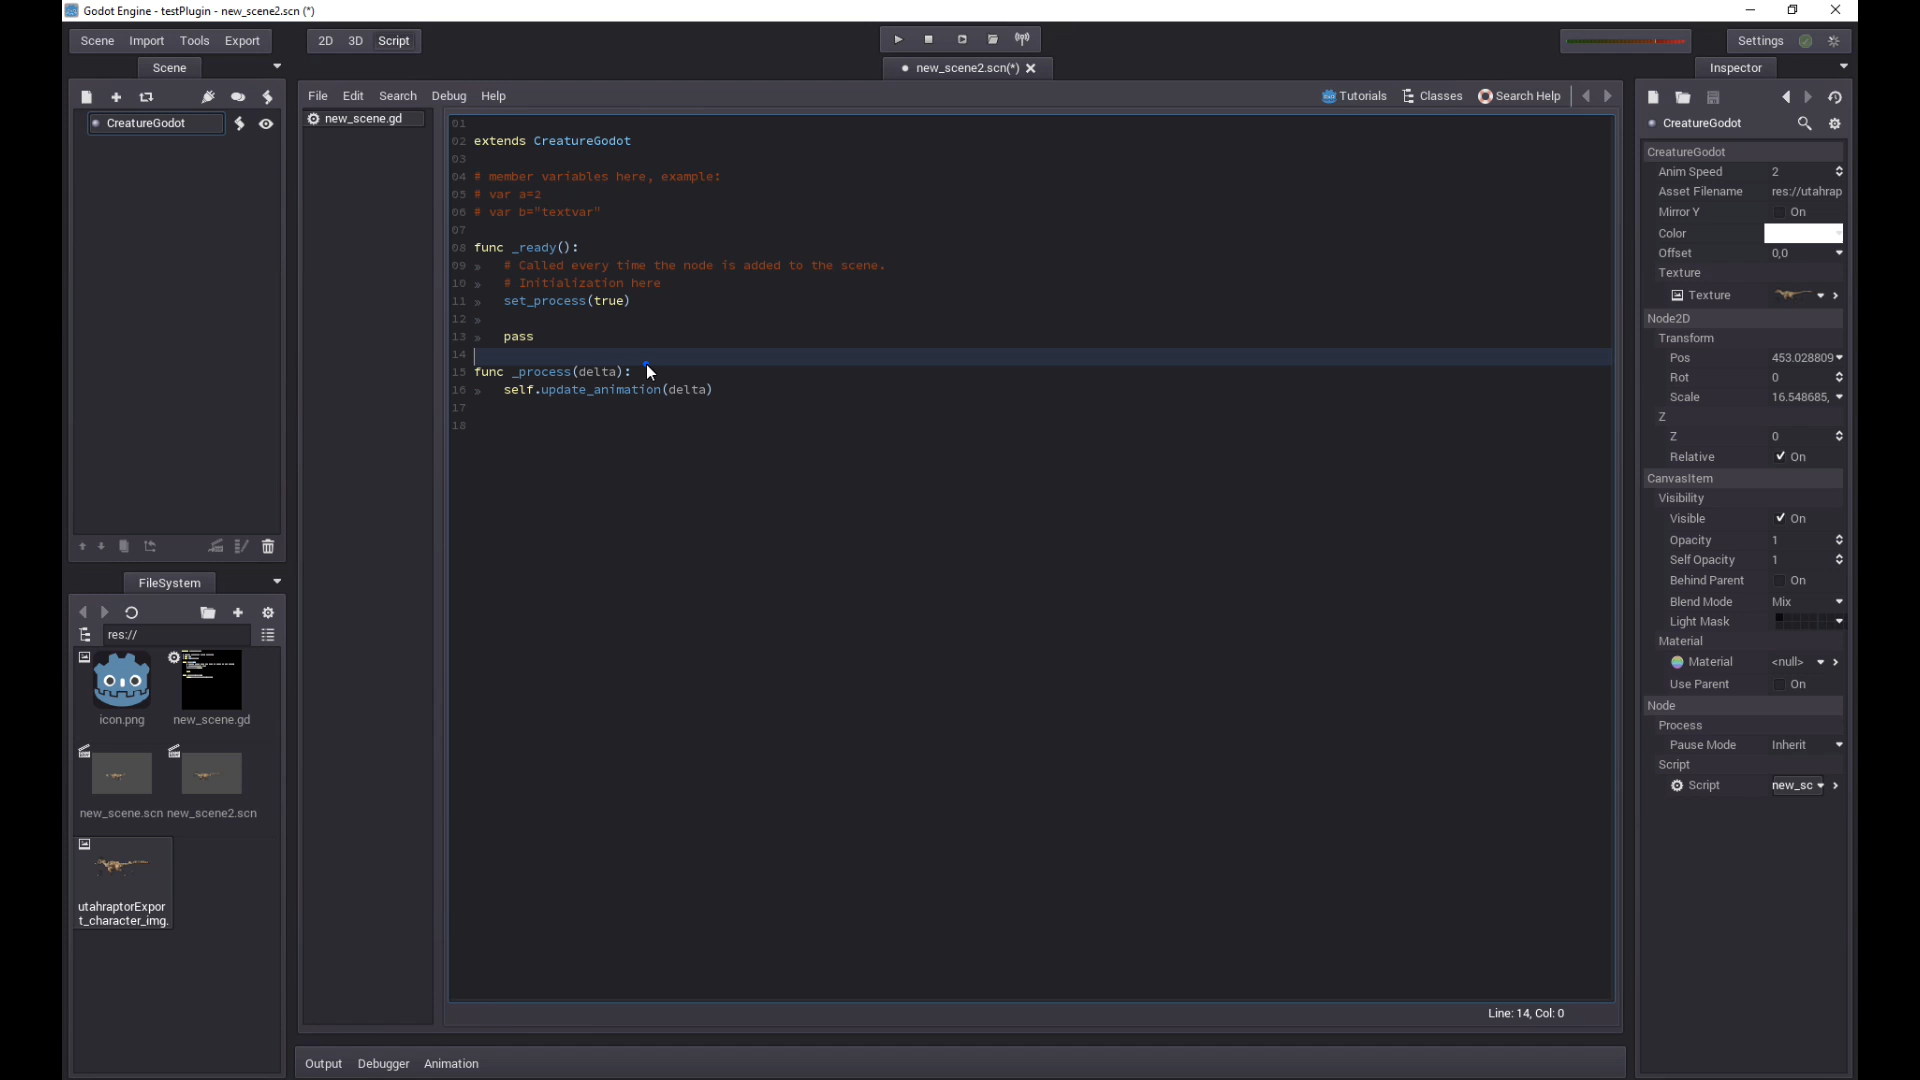 Godot Engine - testPlugin - new_scene2.scn (*)
Scene Import Tools Export
2D 3D Script
Settings
Scene
new_scene2.scn(*)
Inspector
File Edit Search Debug Help
Tutorials Classes Search Help
CreatureGodot
new_scene.gd
CreatureGodot
01
02 extends CreatureGodot
03
04 # member variables here, example:
05 # var a=2
06 # var b="textvar"
07
08 func _ready():
09 » # Called every time the node is added to the scene.
10 » # Initialization here
11 » set_process(true)
12 »
13 » pass
14
15 func _process(delta):
16 » self.update_animation(delta)
17
18
Line: 14, Col: 0
Output Debugger Animation
FileSystem
res://
icon.png
new_scene.gd
new_scene.scn
new_scene2.scn
utahraptorExpor
t_character_img.
CreatureGodot
Anim Speed 2
Asset Filename res://utahrap
Mirror Y On
Color
Offset 0,0
Texture
Texture
Node2D
Transform
Pos 453.028809
Rot 0
Scale 16.548685,
Z
Z 0
Relative On
CanvasItem
Visibility
Visible On
Opacity 1
Self Opacity 1
Behind Parent On
Blend Mode Mix
Light Mask
Material
Material <null>
Use Parent On
Node
Process
Pause Mode Inherit
Script
Script new_sc